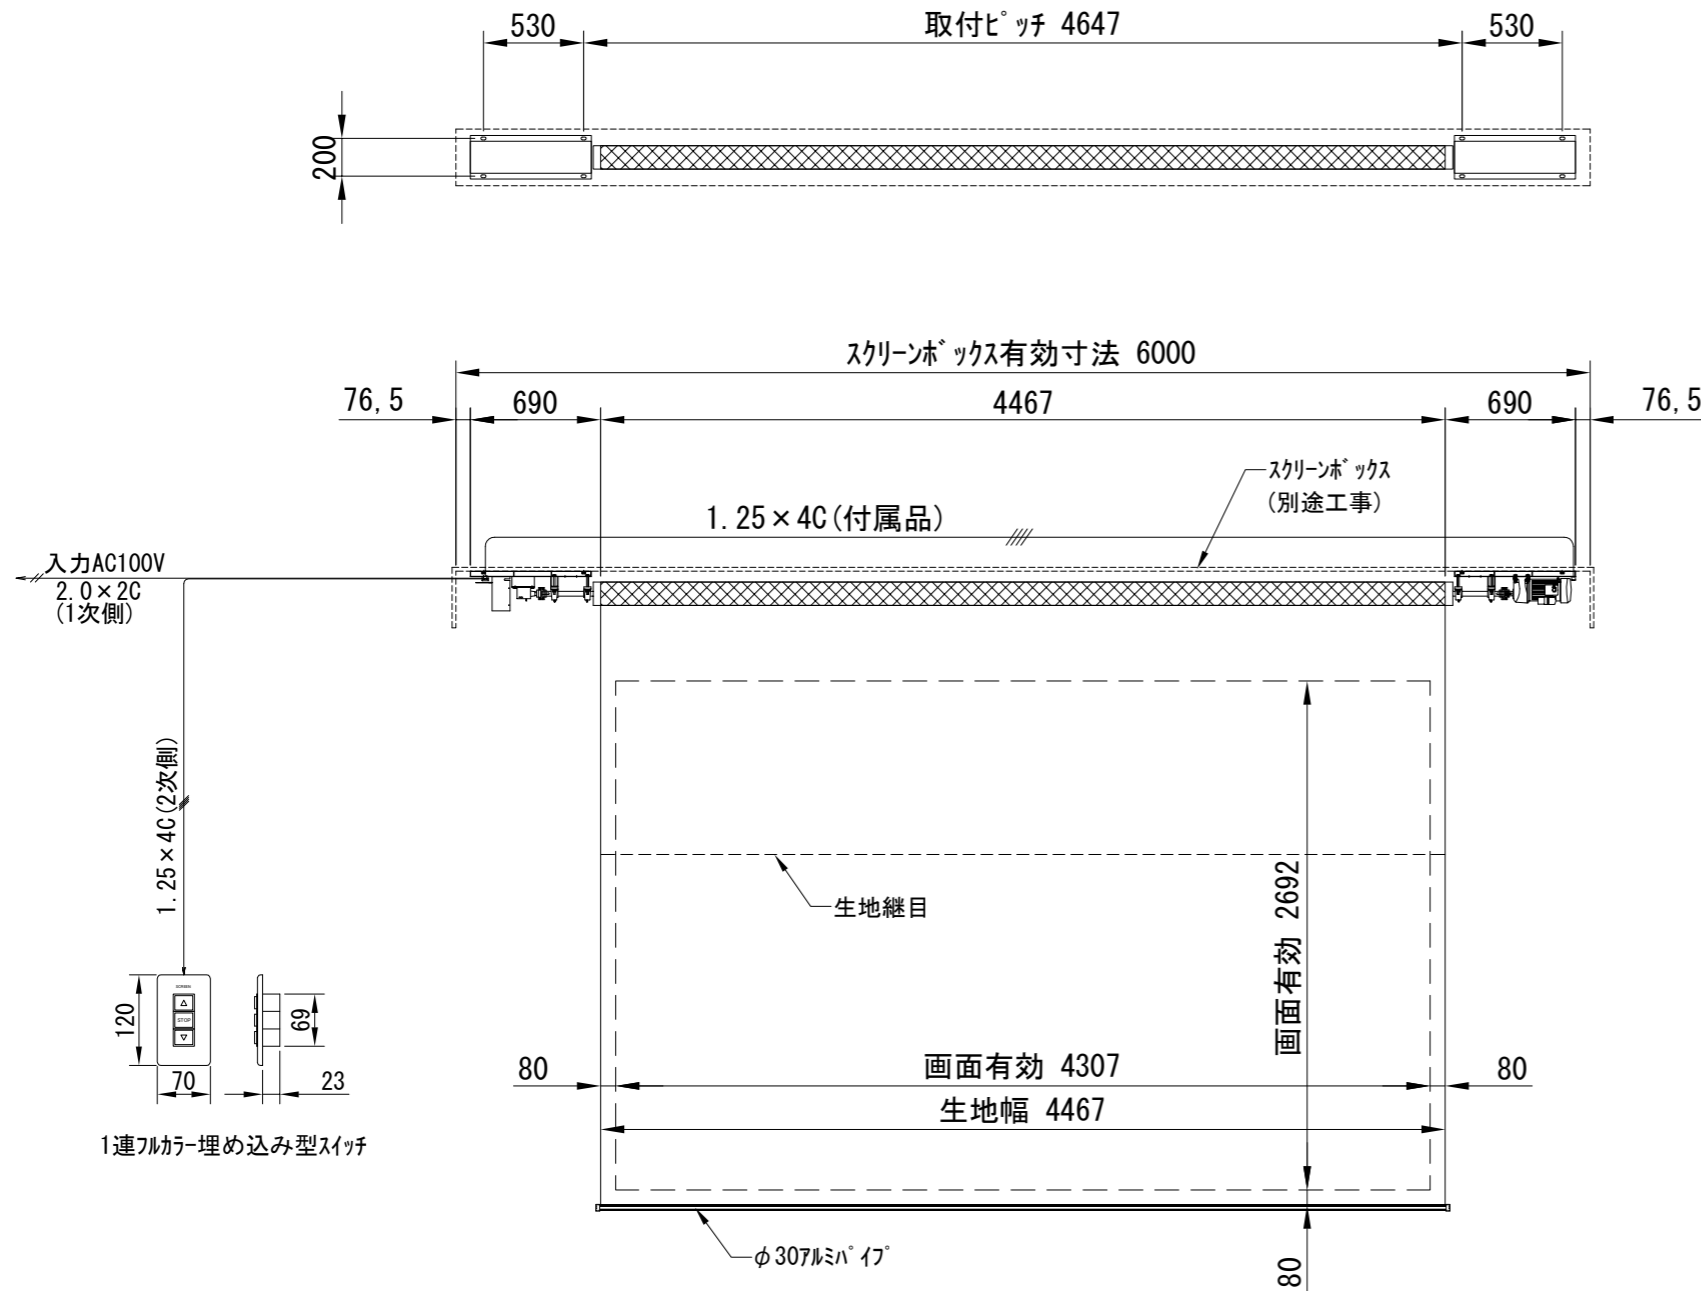 530
取付ピッチ 4647
530
200
スクリーンボックス有効寸法 6000
76,5
690
4467
690
76,5
スクリーンボックス
(別途工事)
1.25×4C(付属品)
入力AC100V
2.0×2C
(1次側)
1.25×4C(2次側)
生地継目
画面有効 2692
SCREEN
STOP
120
69
70
23
80
画面有効 4307
80
生地幅 4467
1連フルカラー埋め込み型スイッチ
φ30アルミパイプ
80